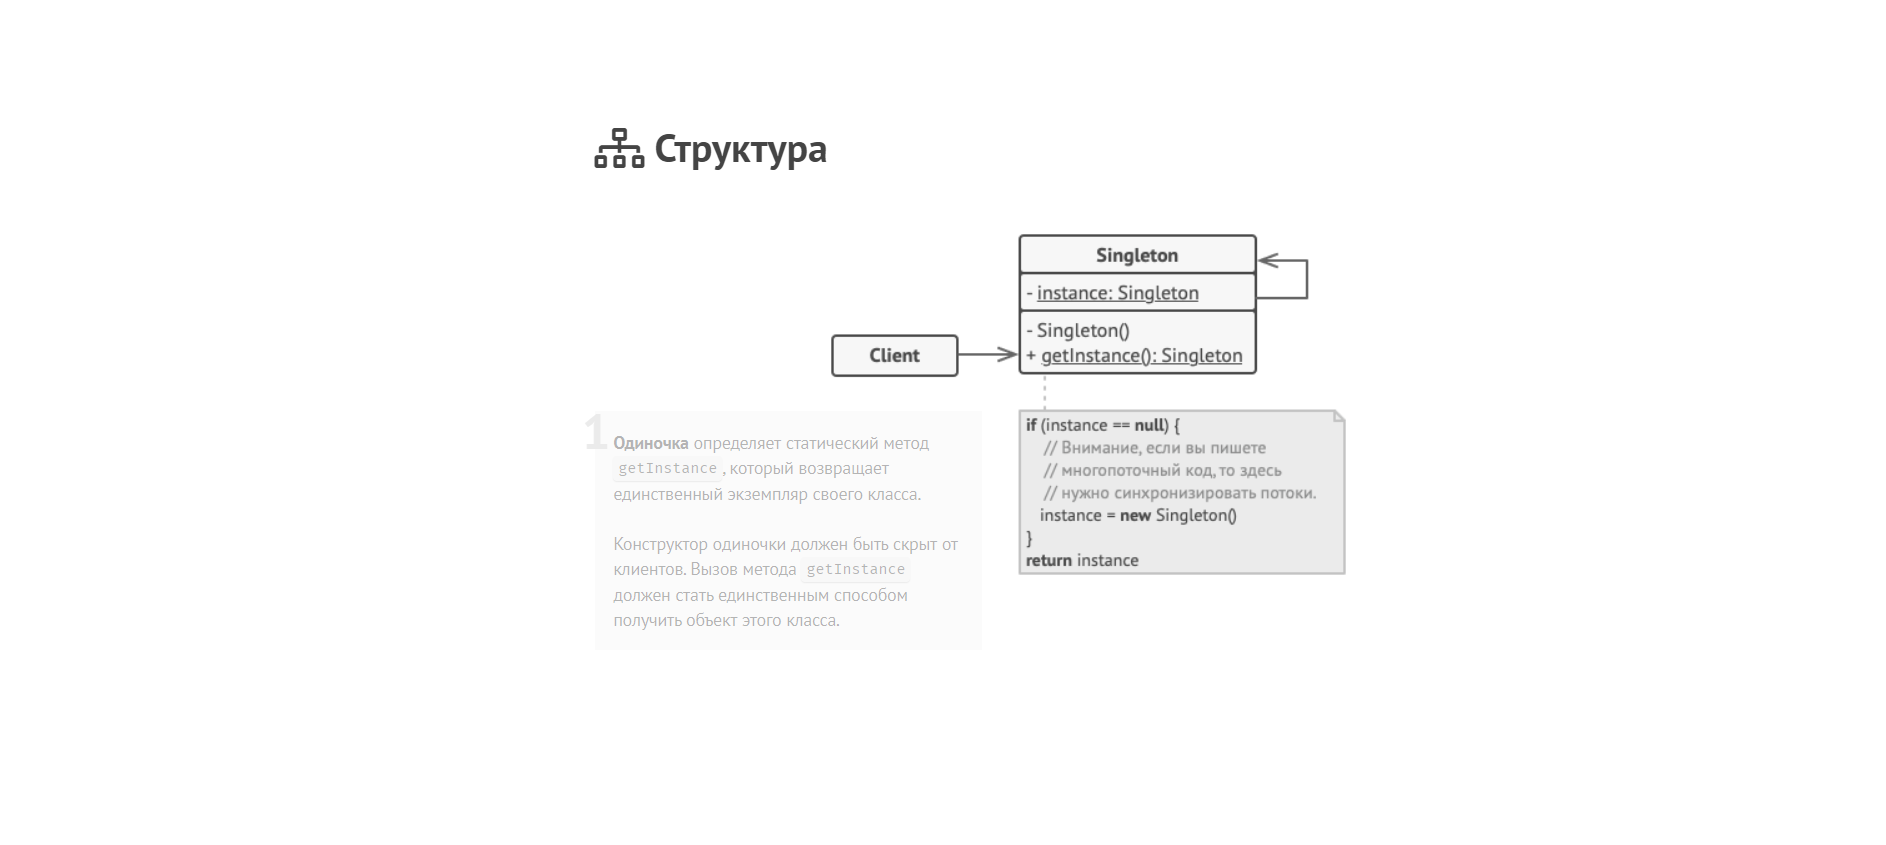 Структура
Singleton
- instance: Singleton
- Singleton()
+ getInstance(): Singleton
Client
1
Одиночка определяет статический метод
getInstance, который возвращает
единственный экземпляр своего класса.
Конструктор одиночки должен быть скрыт от
клиентов. Вызов метода getInstance
должен стать единственным способом
получить объект этого класса.
if (instance == null) {
// Внимание, если вы пишете
// многопоточный код, то здесь
// нужно синхронизировать потоки.
instance = new Singleton()
}
return instance